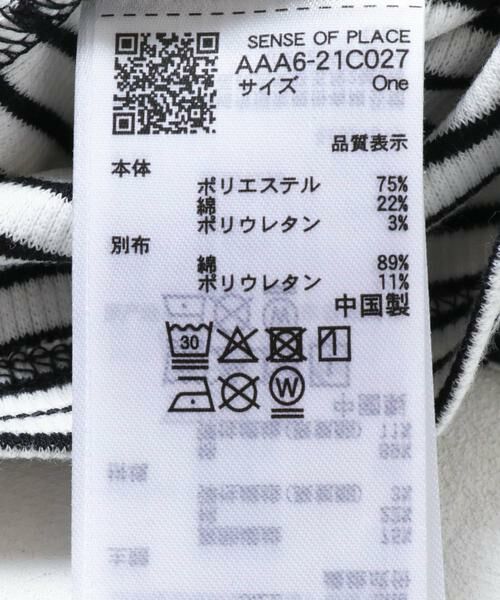 SENSE OF PLACE
AAA6-21C027
サイズ One
品質表示
本体
ポリエステル 75%
綿 22%
ポリウレタン 3%
別布
綿 89%
ポリウレタン 11%
中国製
30
W